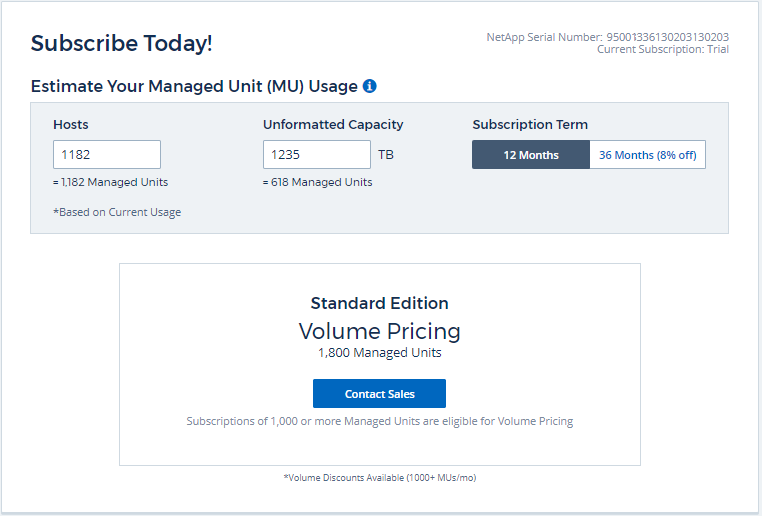 Subscribe Today!
NetApp Serial Number: 95001336130203130203
Current Subscription: Trial
Estimate Your Managed Unit (MU) Usage
Hosts
Unformatted Capacity
Subscription Term
1182
1235 TB
12 Months
36 Months (8% off)
= 1,182 Managed Units
= 618 Managed Units
*Based on Current Usage
Standard Edition
Volume Pricing
1,800 Managed Units
Contact Sales
Subscriptions of 1,000 or more Managed Units are eligible for Volume Pricing
*Volume Discounts Available (1000+ MUs/mo)